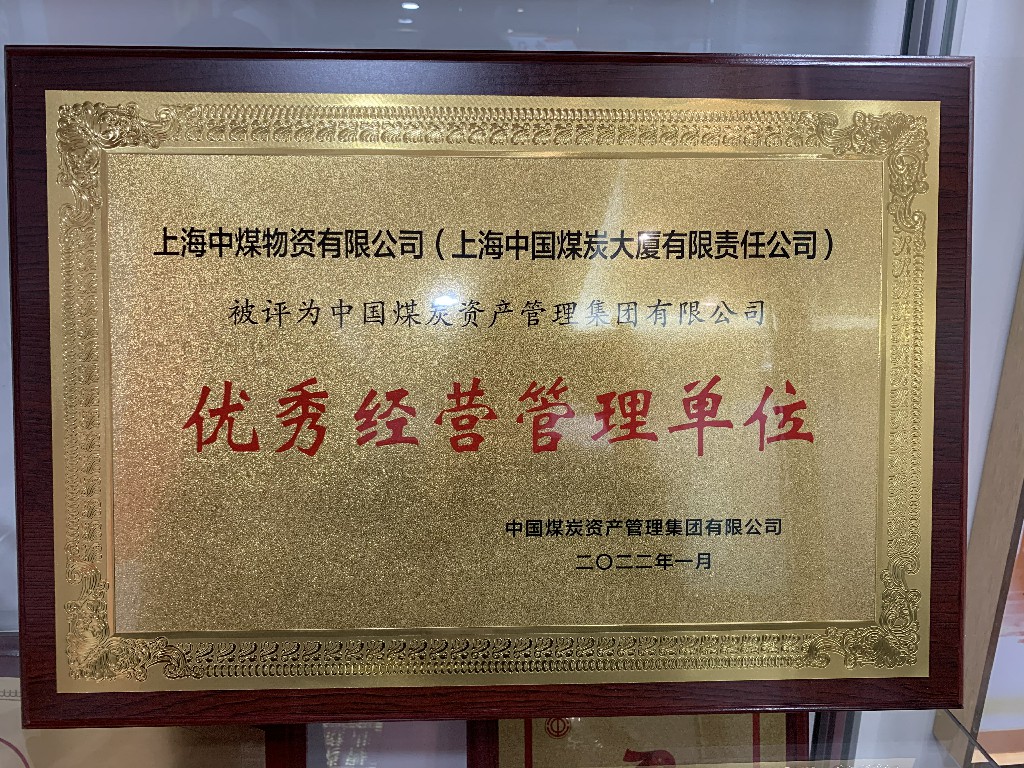 上海中煤物资有限公司（上海中国煤炭大厦有限责任公司）
被评为中国煤炭资产管理集团有限公司
优秀经营管理单位
中国煤炭资产管理集团有限公司
二〇二二年一月